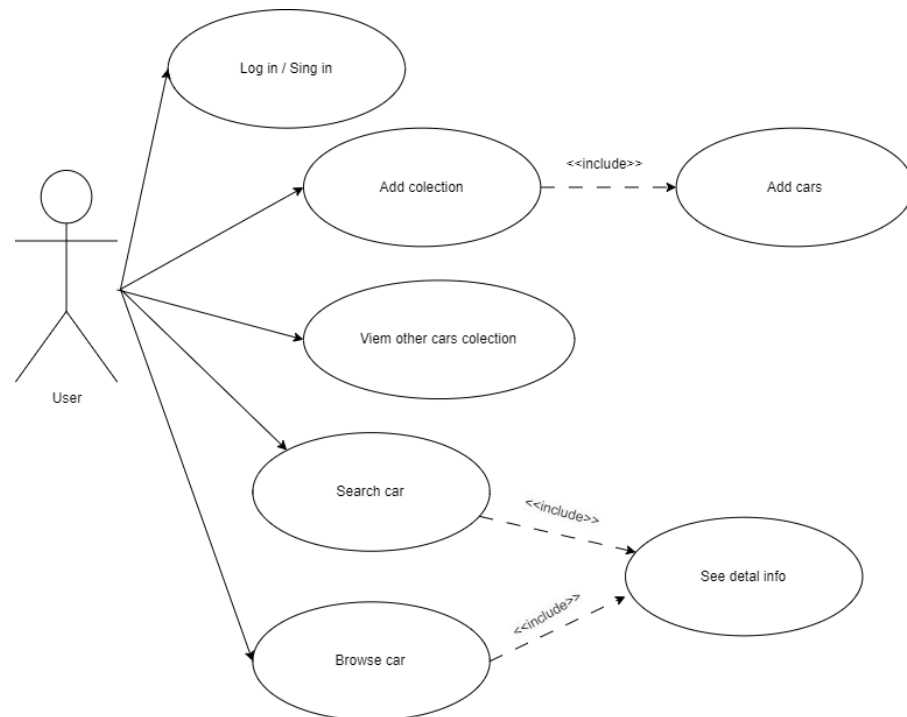 Log in / Sing in
Add colection
<<include>>
Add cars
Viem other cars colection
User
Search car
<<include>>
See detal info
<<include>>
Browse car